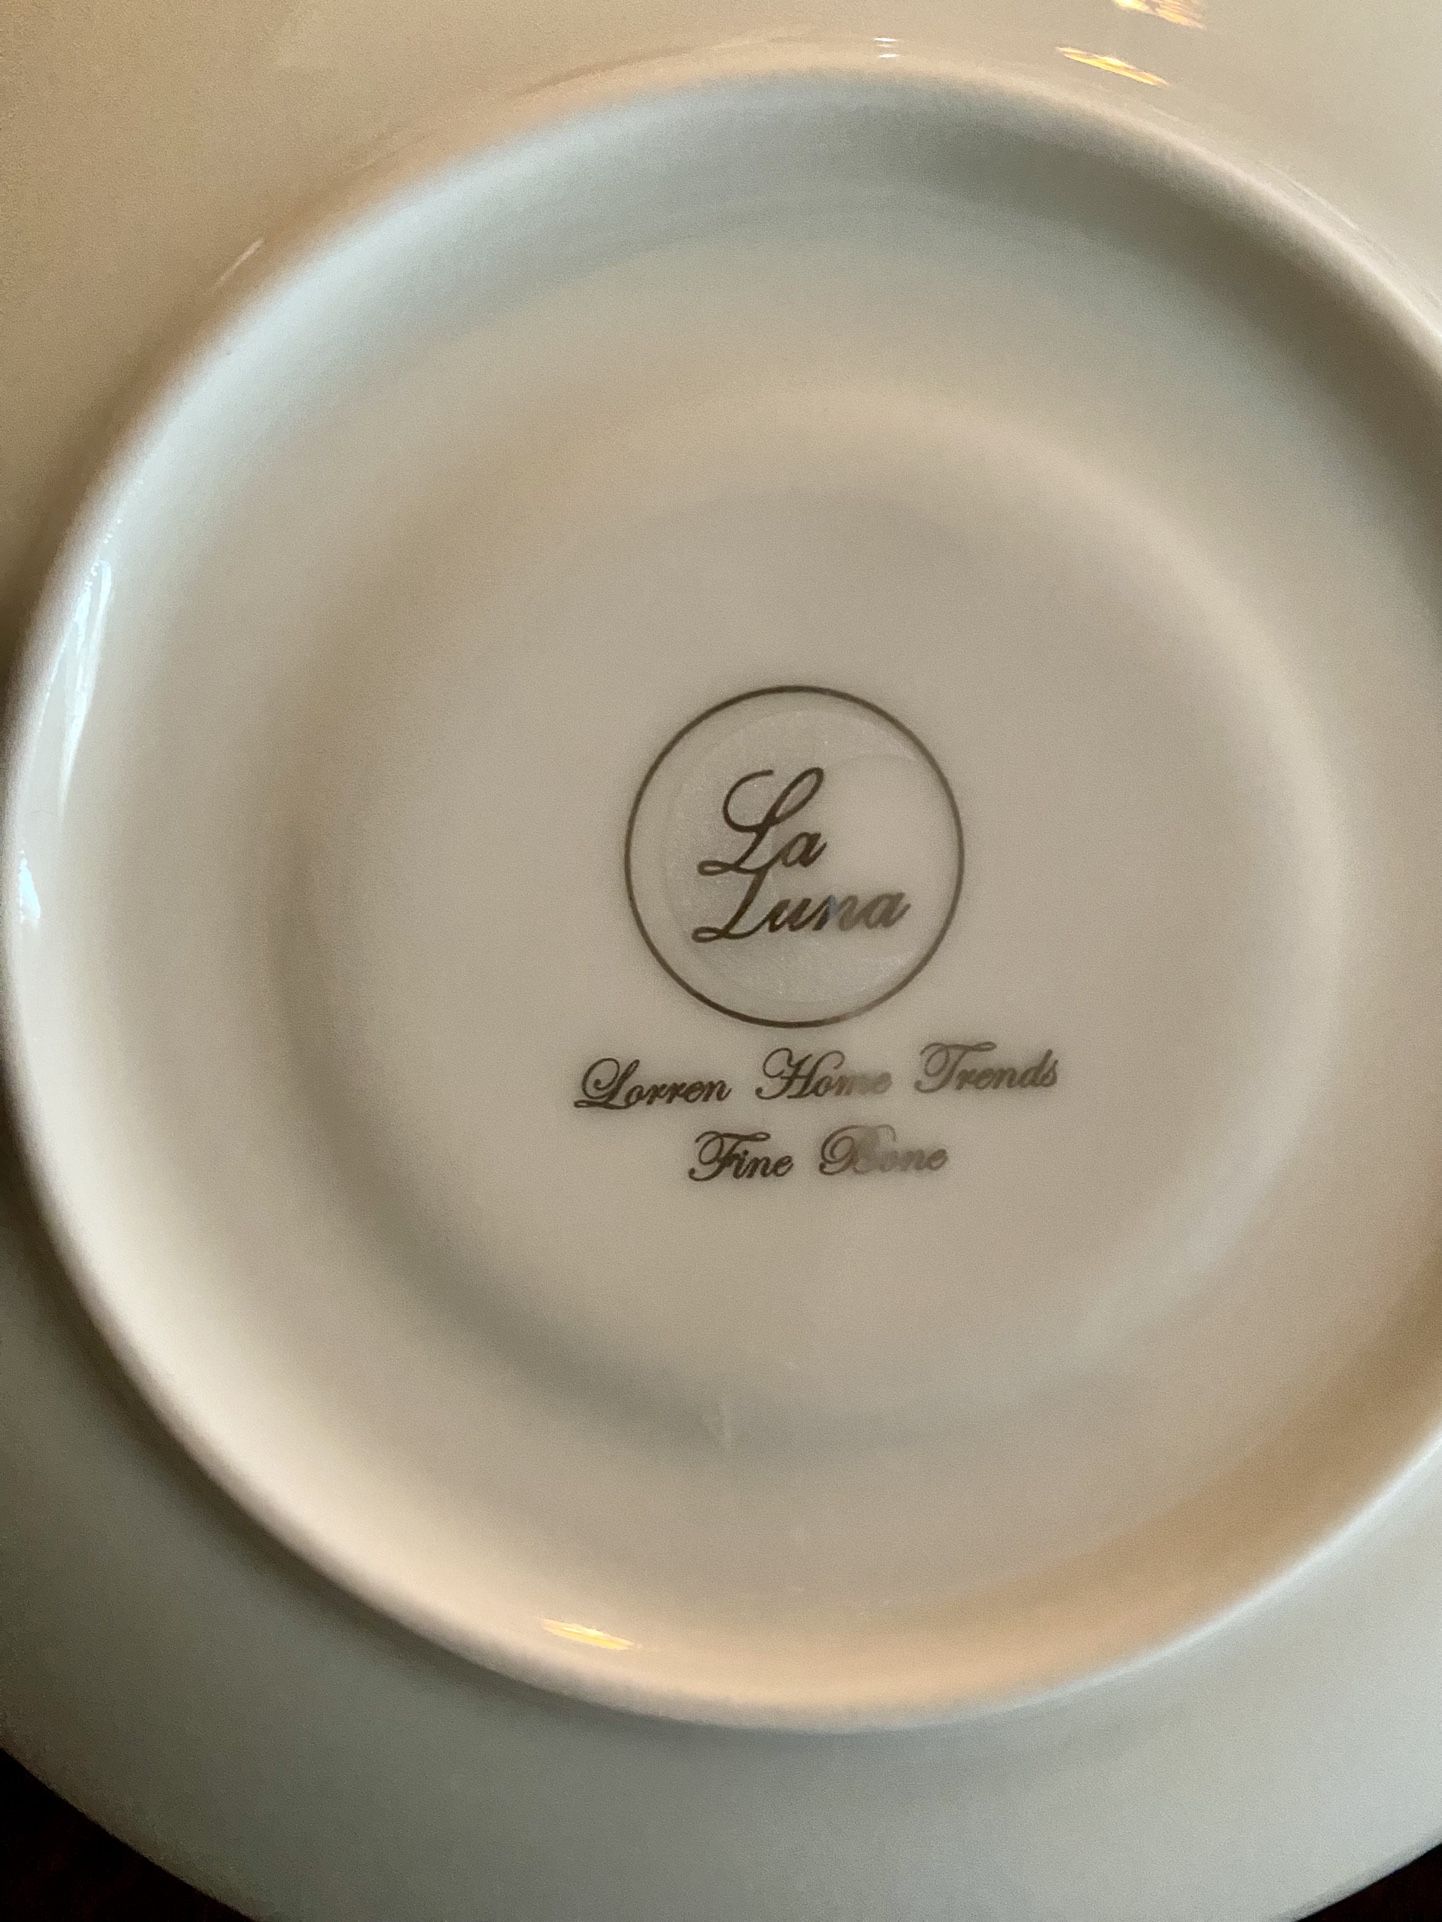 La
Luna
Lorren Home Trends
Fine Bone